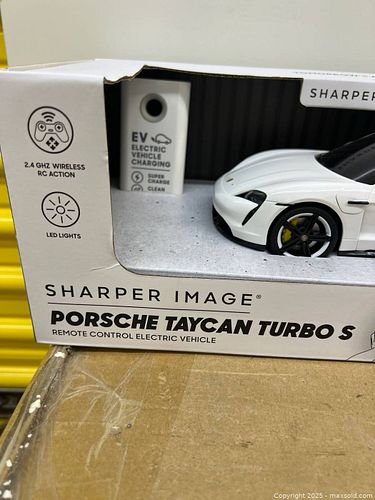 SHARPER
EV
ELECTRIC
VEHICLE
CHARGING
SUPER
CHARGE
CLEAN
2.4 GHZ WIRELESS
RC ACTION
LED LIGHTS
SHARPER IMAGE®
PORSCHE TAYCAN TURBO S
REMOTE CONTROL ELECTRIC VEHICLE
Copyright 2025 - maxsold.com